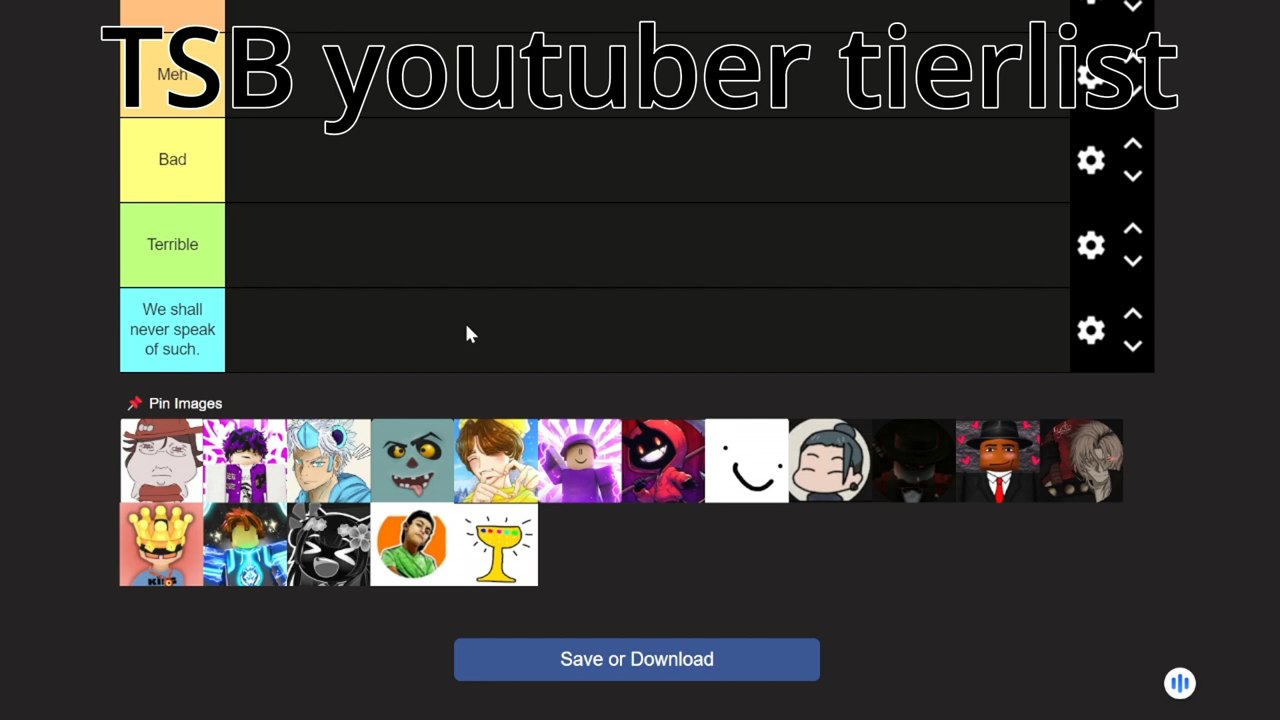 TSB youtuber tierlist
Meh
Bad
Terrible
We shall
never speak
of such.
Pin Images
Save or Download